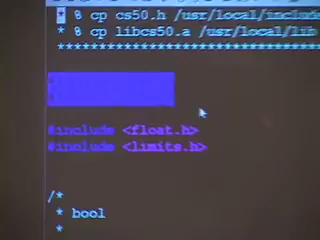 * % cp cs50.h /usr/local/include
* % cp libcs50.a /usr/local/lib
***********************************
#include <float.h>
#include <limits.h>
/*
* bool
*